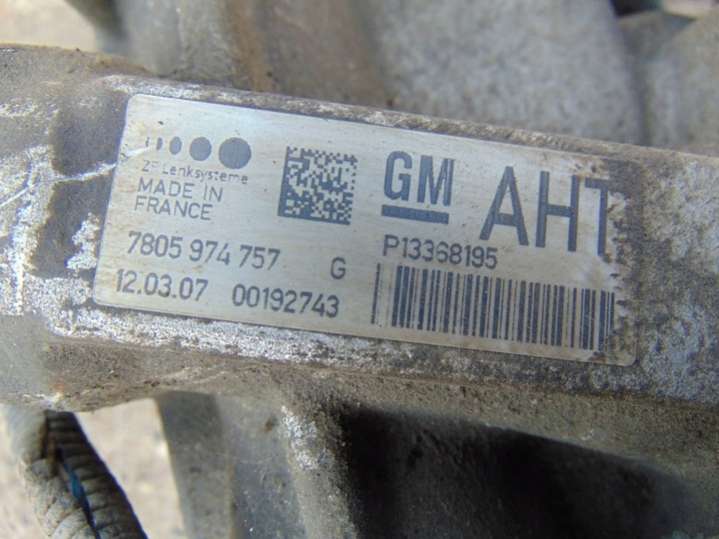 ZF Lenksysteme
MADE IN
FRANCE
GM
AHT
7805 974 757 G
P13368195
12.03.07 00192743